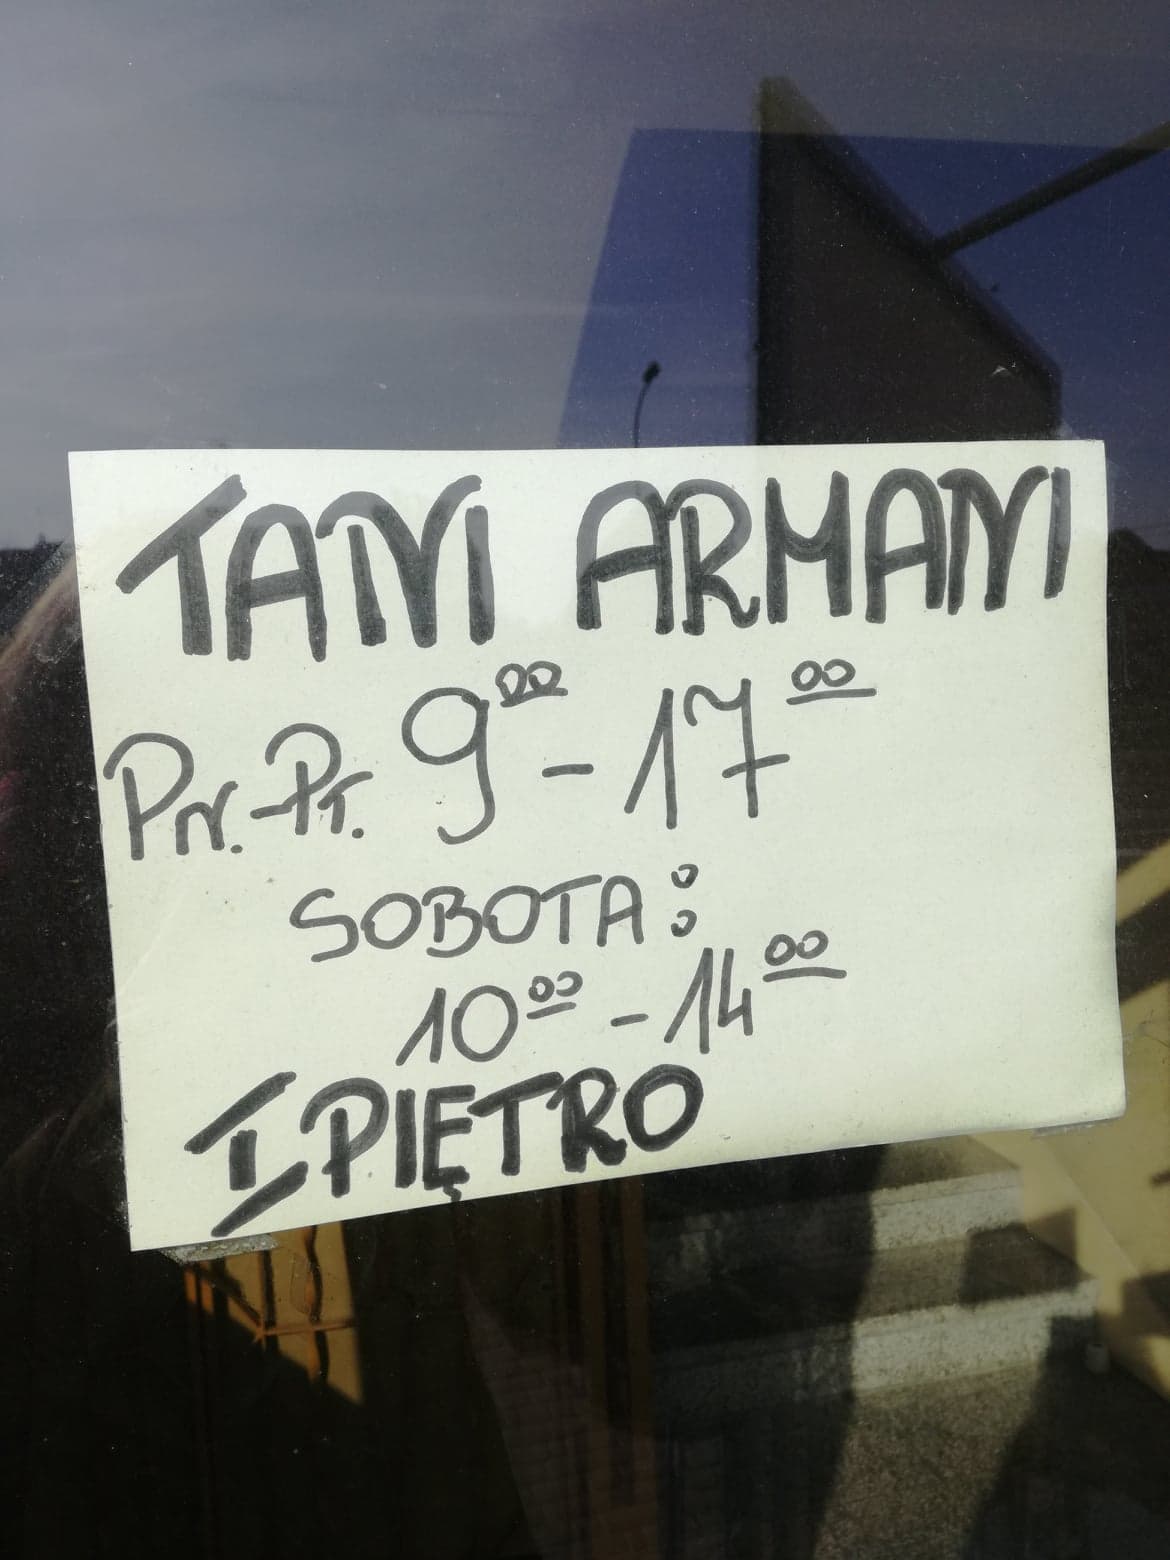 TANI ARMANI
Pn.-Pt. 9⁰⁰ - 17⁰⁰
SOBOTA:
10⁰⁰ - 14⁰⁰
I PIĘTRO